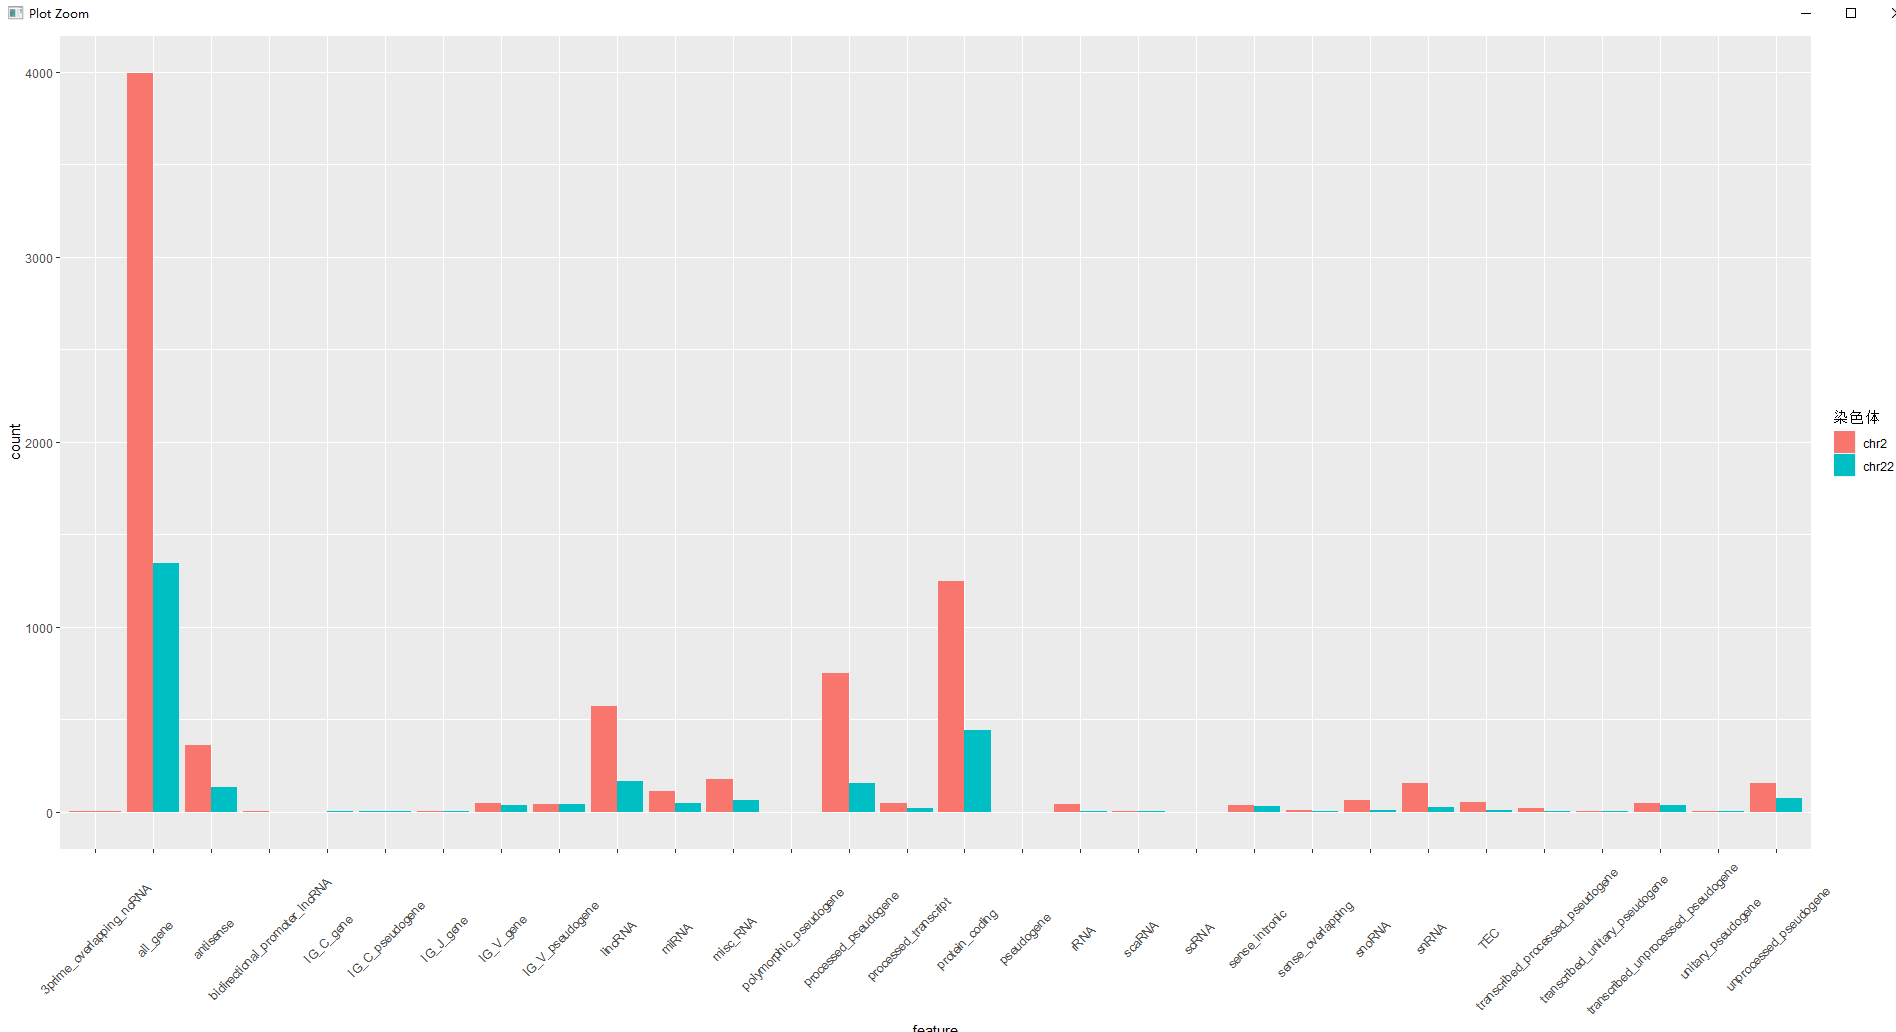 Plot Zoom
4000
3000
2000
1000
0
count
染色体
chr2
chr22
3prime_overlapping_ncRNA
all_gene
antisense
bidirectional_promoter_lncRNA
IG_C_gene
IG_C_pseudogene
IG_J_gene
IG_V_gene
IG_V_pseudogene
lincRNA
miRNA
misc_RNA
polymorphic_pseudogene
processed_pseudogene
processed_transcript
protein_coding
pseudogene
rRNA
scaRNA
scRNA
sense_intronic
sense_overlapping
snoRNA
snRNA
TEC
transcribed_processed_pseudogene
transcribed_unitary_pseudogene
transcribed_unprocessed_pseudogene
unitary_pseudogene
unprocessed_pseudogene
feature